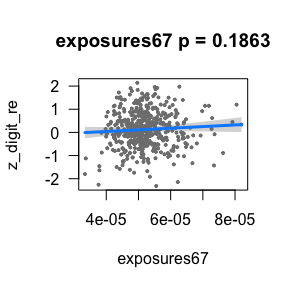 exposures67 p = 0.1863
z_digit_re
2
1
0
-1
-2
4e-05
6e-05
8e-05
exposures67